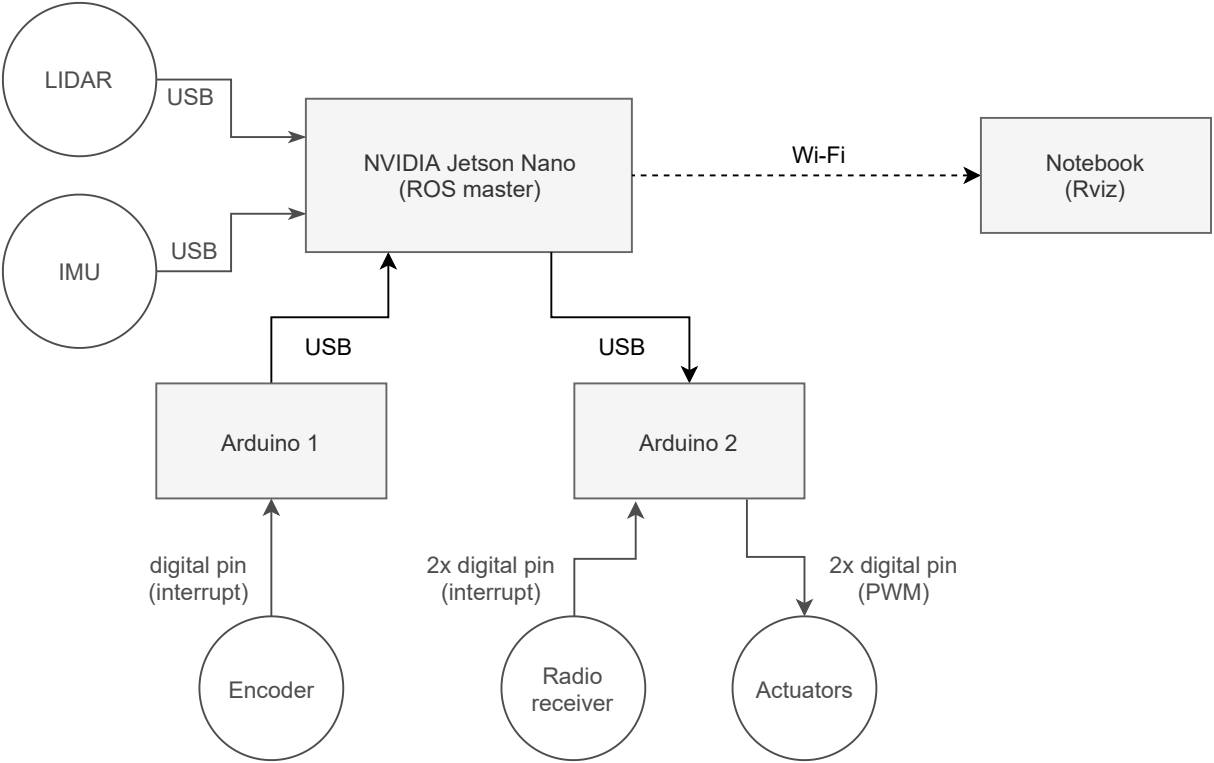 LIDAR
USB
NVIDIA Jetson Nano
(ROS master)
Wi-Fi
Notebook
(Rviz)
IMU
USB
USB
USB
Arduino 1
Arduino 2
digital pin
(interrupt)
2x digital pin
(interrupt)
2x digital pin
(PWM)
Encoder
Radio
receiver
Actuators